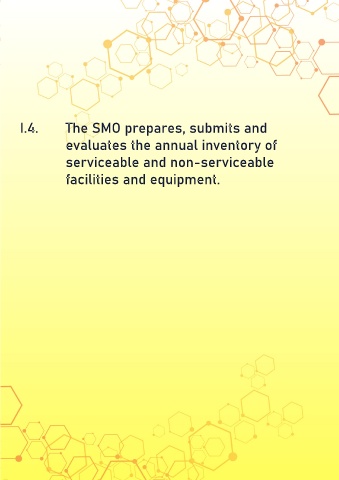 I.4. The SMO prepares, submits and
evaluates the annual inventory of
serviceable and non-serviceable
facilities and equipment.